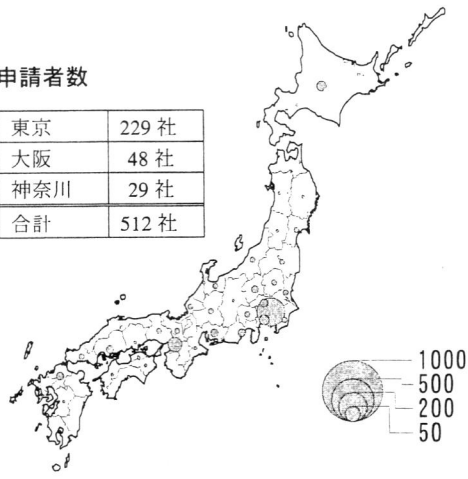 申請者数
東京 229 社
大阪 48 社
神奈川 29 社
合計 512 社
1000
500
200
50